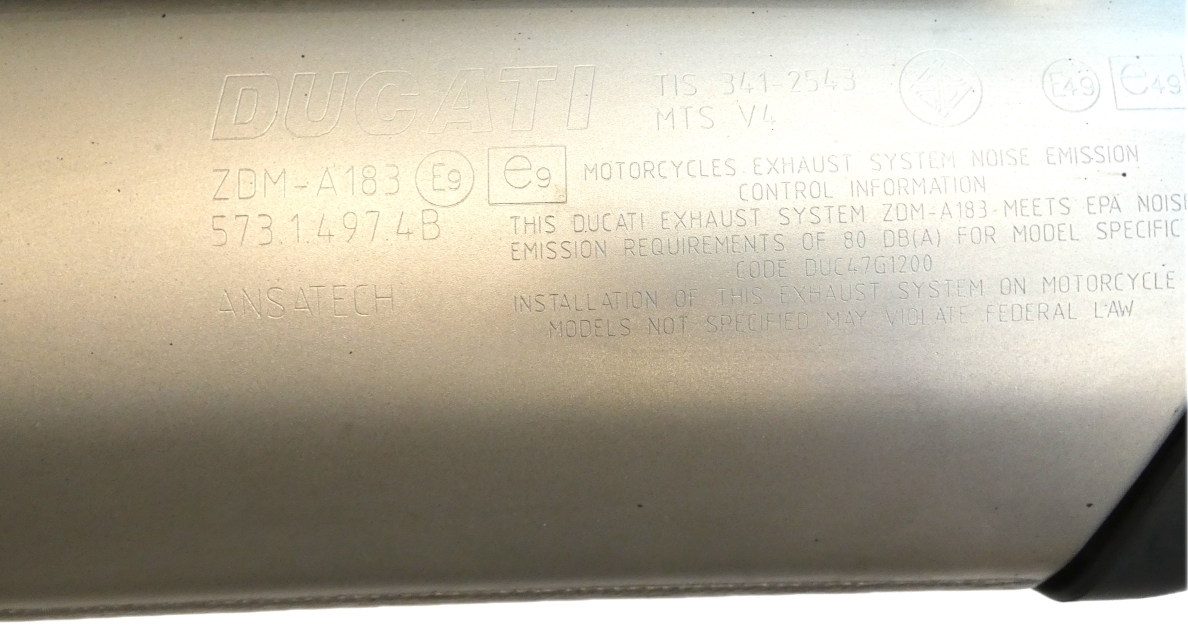 DUCATI
TIS 341-2543
MTS V4
E49 e49
ZDM-A183 E9 e9
573.1.497.4B
ANSATECH
MOTORCYCLES EXHAUST SYSTEM NOISE EMISSION
CONTROL INFORMATION
THIS DUCATI EXHAUST SYSTEM ZDM-A183 MEETS EPA NOIS
EMISSION REQUIREMENTS OF 80 DB(A) FOR MODEL SPECIFIC
CODE DUC47G1200
INSTALLATION OF THIS EXHAUST SYSTEM ON MOTORCYCLE
MODELS NOT SPECIFIED MAY VIOLATE FEDERAL LAW